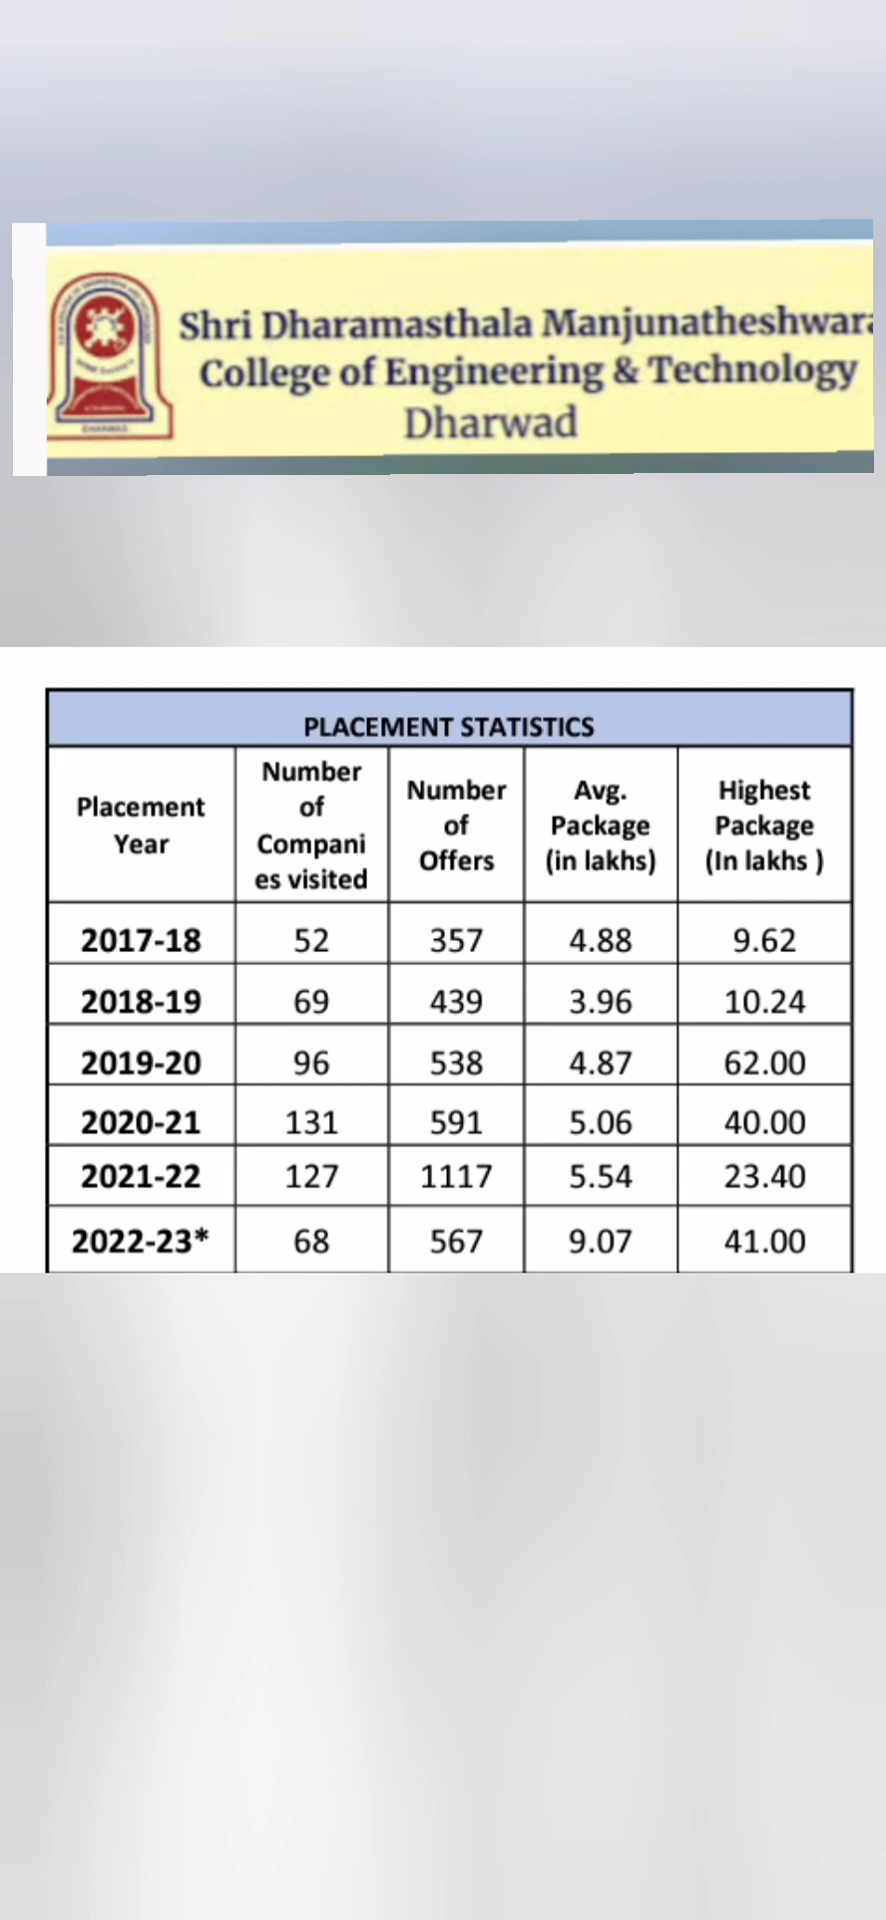 Shri Dharamasthala Manjunatheshwara
College of Engineering & Technology
Dharwad
DHARWAD
PLACEMENT STATISTICS
Placement Year	Number of Compani es visited	Number of Offers	Avg. Package (in lakhs)	Highest Package (In lakhs )
2017-18	52	357	4.88	9.62
2018-19	69	439	3.96	10.24
2019-20	96	538	4.87	62.00
2020-21	131	591	5.06	40.00
2021-22	127	1117	5.54	23.40
2022-23*	68	567	9.07	41.00